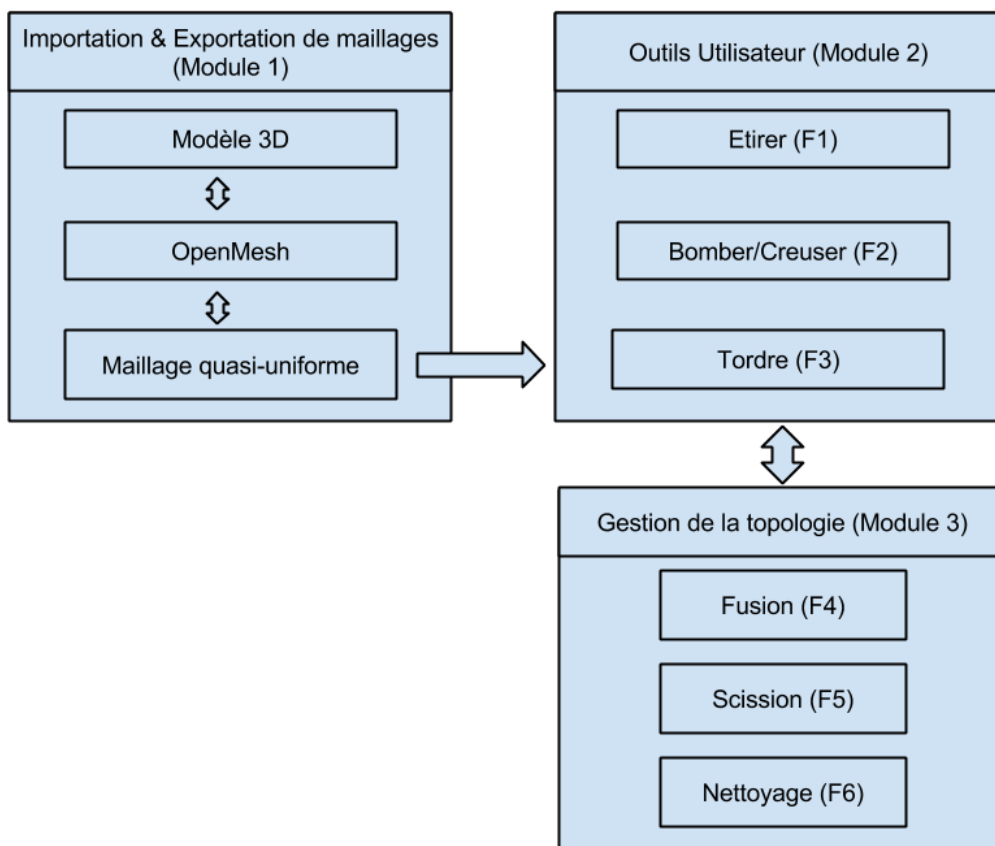 Importation & Exportation de maillages
(Module 1)
Modèle 3D
OpenMesh
Maillage quasi-uniforme
Outils Utilisateur (Module 2)
Etirer (F1)
Bomber/Creuser (F2)
Tordre (F3)
Gestion de la topologie (Module 3)
Fusion (F4)
Scission (F5)
Nettoyage (F6)